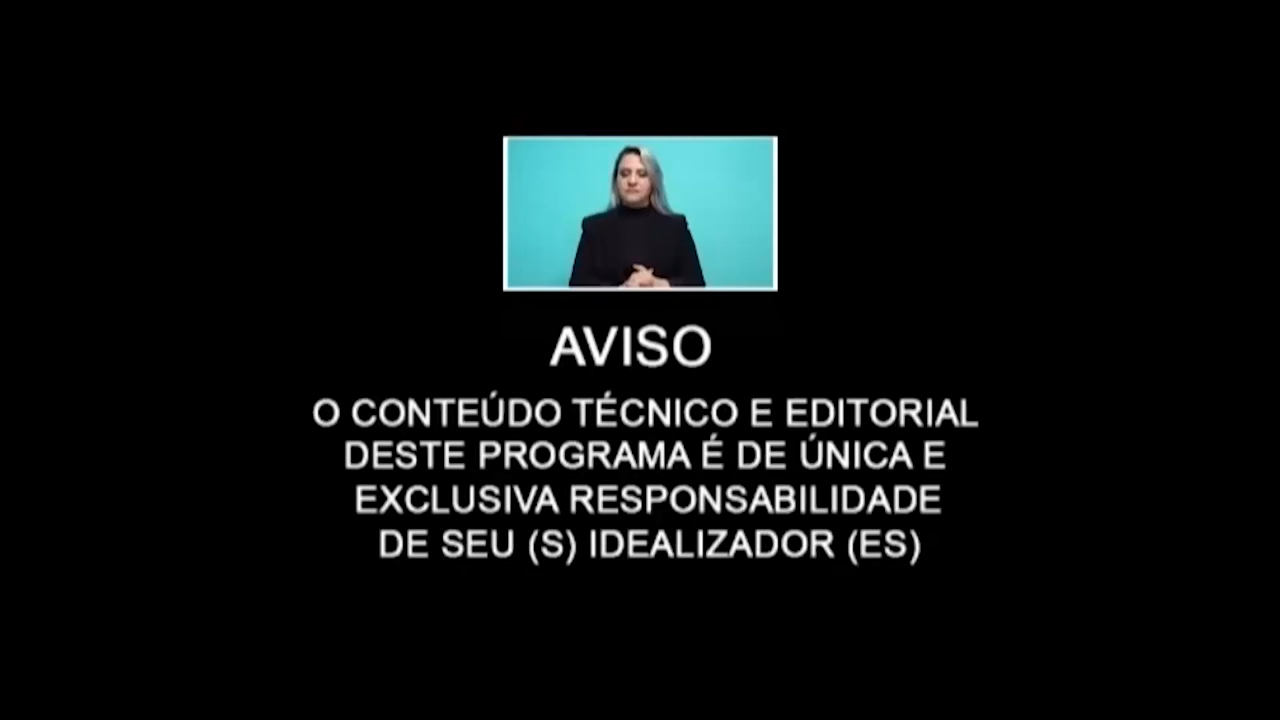 AVISO
O CONTEÚDO TÉCNICO E EDITORIAL
DESTE PROGRAMA É DE ÚNICA E
EXCLUSIVA RESPONSABILIDADE
DE SEU (S) IDEALIZADOR (ES)